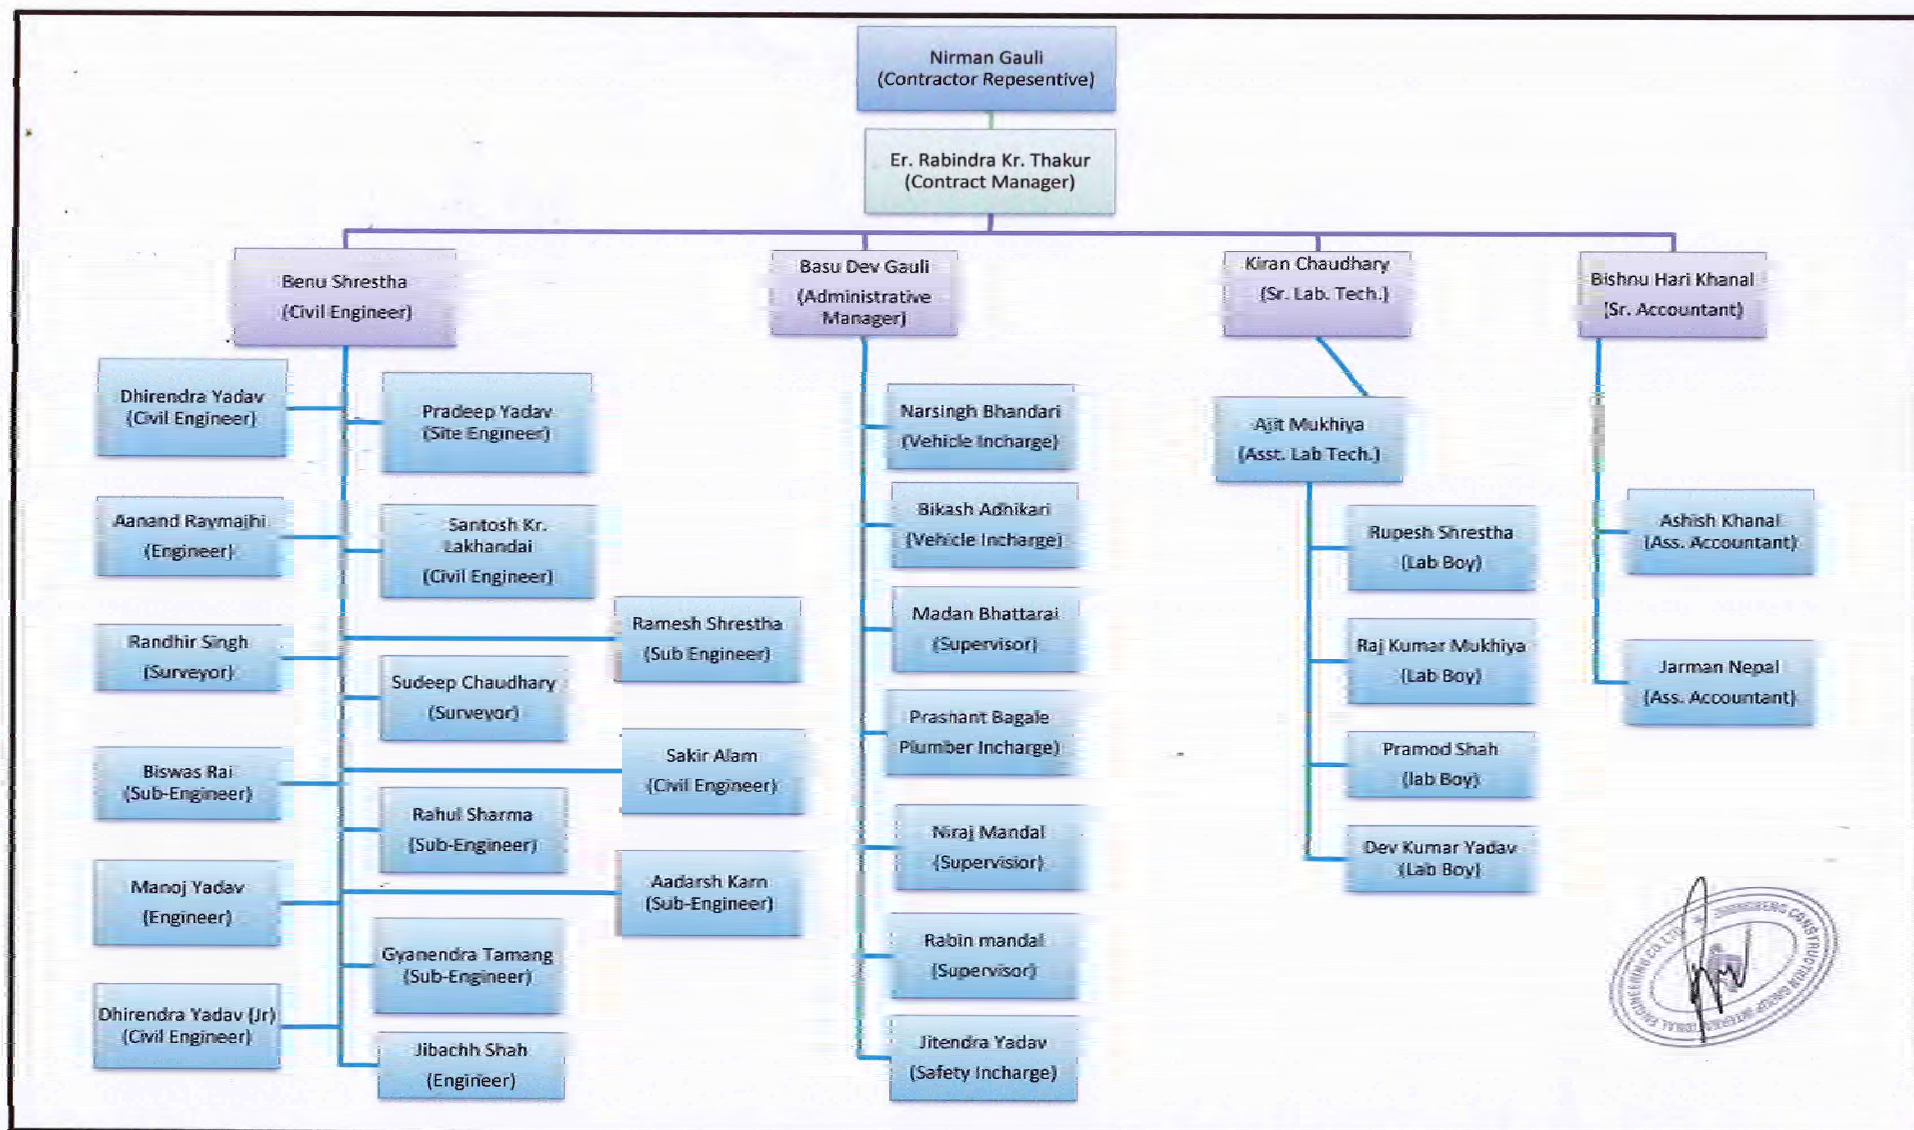 Nirman Gauli
(Contractor Repesentive)
Er. Rabindra Kr. Thakur
(Contract Manager)
Benu Shrestha
(Civil Engineer)
Basu Dev Gauli
(Administrative
Manager)
Kiran Chaudhary
(Sr. Lab. Tech.)
Bishnu Hari Khanal
(Sr. Accountant)
Dhirendra Yadav
(Civil Engineer)
Pradeep Yadav
(Site Engineer)
Aanand Raymajhi
(Engineer)
Santosh Kr.
Lakhandai
(Civil Engineer)
Ramesh Shrestha
(Sub Engineer)
Randhir Singh
(Surveyor)
Sudeep Chaudhary
(Surveyor)
Sakir Alam
(Civil Engineer)
Biswas Rai
(Sub-Engineer)
Rahul Sharma
(Sub-Engineer)
Aadarsh Karn
(Sub-Engineer)
Manoj Yadav
(Engineer)
Gyanendra Tamang
(Sub-Engineer)
Dhirendra Yadav (Jr)
(Civil Engineer)
Jibachh Shah
(Engineer)
Narsingh Bhandari
(Vehicle Incharge)
Bikash Adhikari
(Vehicle Incharge)
Madan Bhattarai
(Supervisor)
Prashant Bagale
Plumber Incharge)
Niraj Mandal
(Supervisior)
Rabin mandal
(Supervisor)
Jitendra Yadav
(Safety Incharge)
Ajit Mukhiya
(Asst. Lab Tech.)
Rupesh Shrestha
(Lab Boy)
Raj Kumar Mukhiya
(Lab Boy)
Pramod Shah
(lab Boy)
Dev Kumar Yadav
(Lab Boy)
Ashish Khanal
(Ass. Accountant)
Jarman Nepal
(Ass. Accountant)
CONSTRUCTION GROUP INTERNATIONAL ENGINEERING CO.LTD